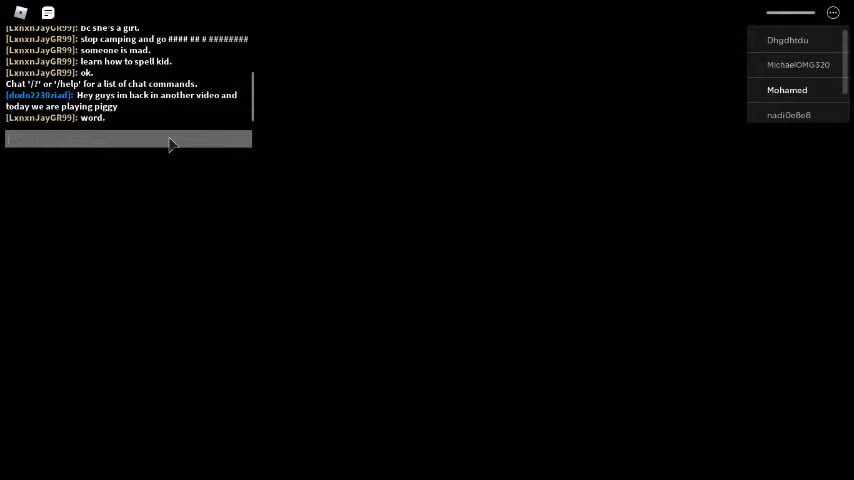 [LxnxnJayGR99]: bc she's a girl.
[LxnxnJayGR99]: stop camping and go #### ## # ########
[LxnxnJayGR99]: someone is mad.
[LxnxnJayGR99]: learn how to spell kid.
[LxnxnJayGR99]: ok.
Chat '/?' or '/help' for a list of chat commands.
[dodo2230ziad]: Hey guys im back in another video and
today we are playing piggy
[LxnxnJayGR99]: word.
Dhgdhtdu
MichaelOMG320
Mohamed
nadi0e8e8